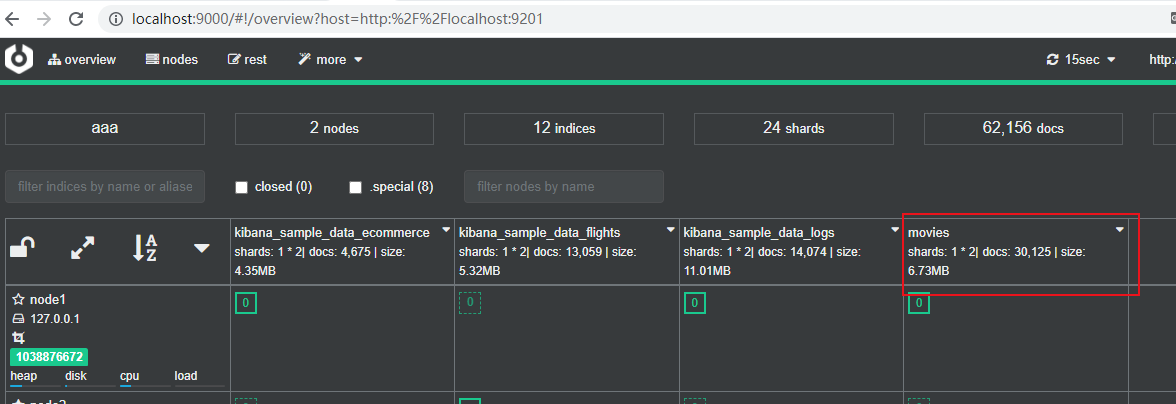 localhost:9000/#!/overview?host=http:%2F%2Flocalhost:9201
overview nodes rest more 15sec http:/
aaa 2 nodes 12 indices 24 shards 62,156 docs
filter indices by name or aliase closed (0) .special (8) filter nodes by name
kibana_sample_data_ecommerce
shards: 1 * 2| docs: 4,675 | size:
4.35MB
kibana_sample_data_flights
shards: 1 * 2| docs: 13,059 | size:
5.32MB
kibana_sample_data_logs
shards: 1 * 2| docs: 14,074 | size:
11.01MB
movies
shards: 1 * 2| docs: 30,125 | size:
6.73MB
A
Z
node1
127.0.0.1
1038876672
heap disk cpu load
0 0 0 0